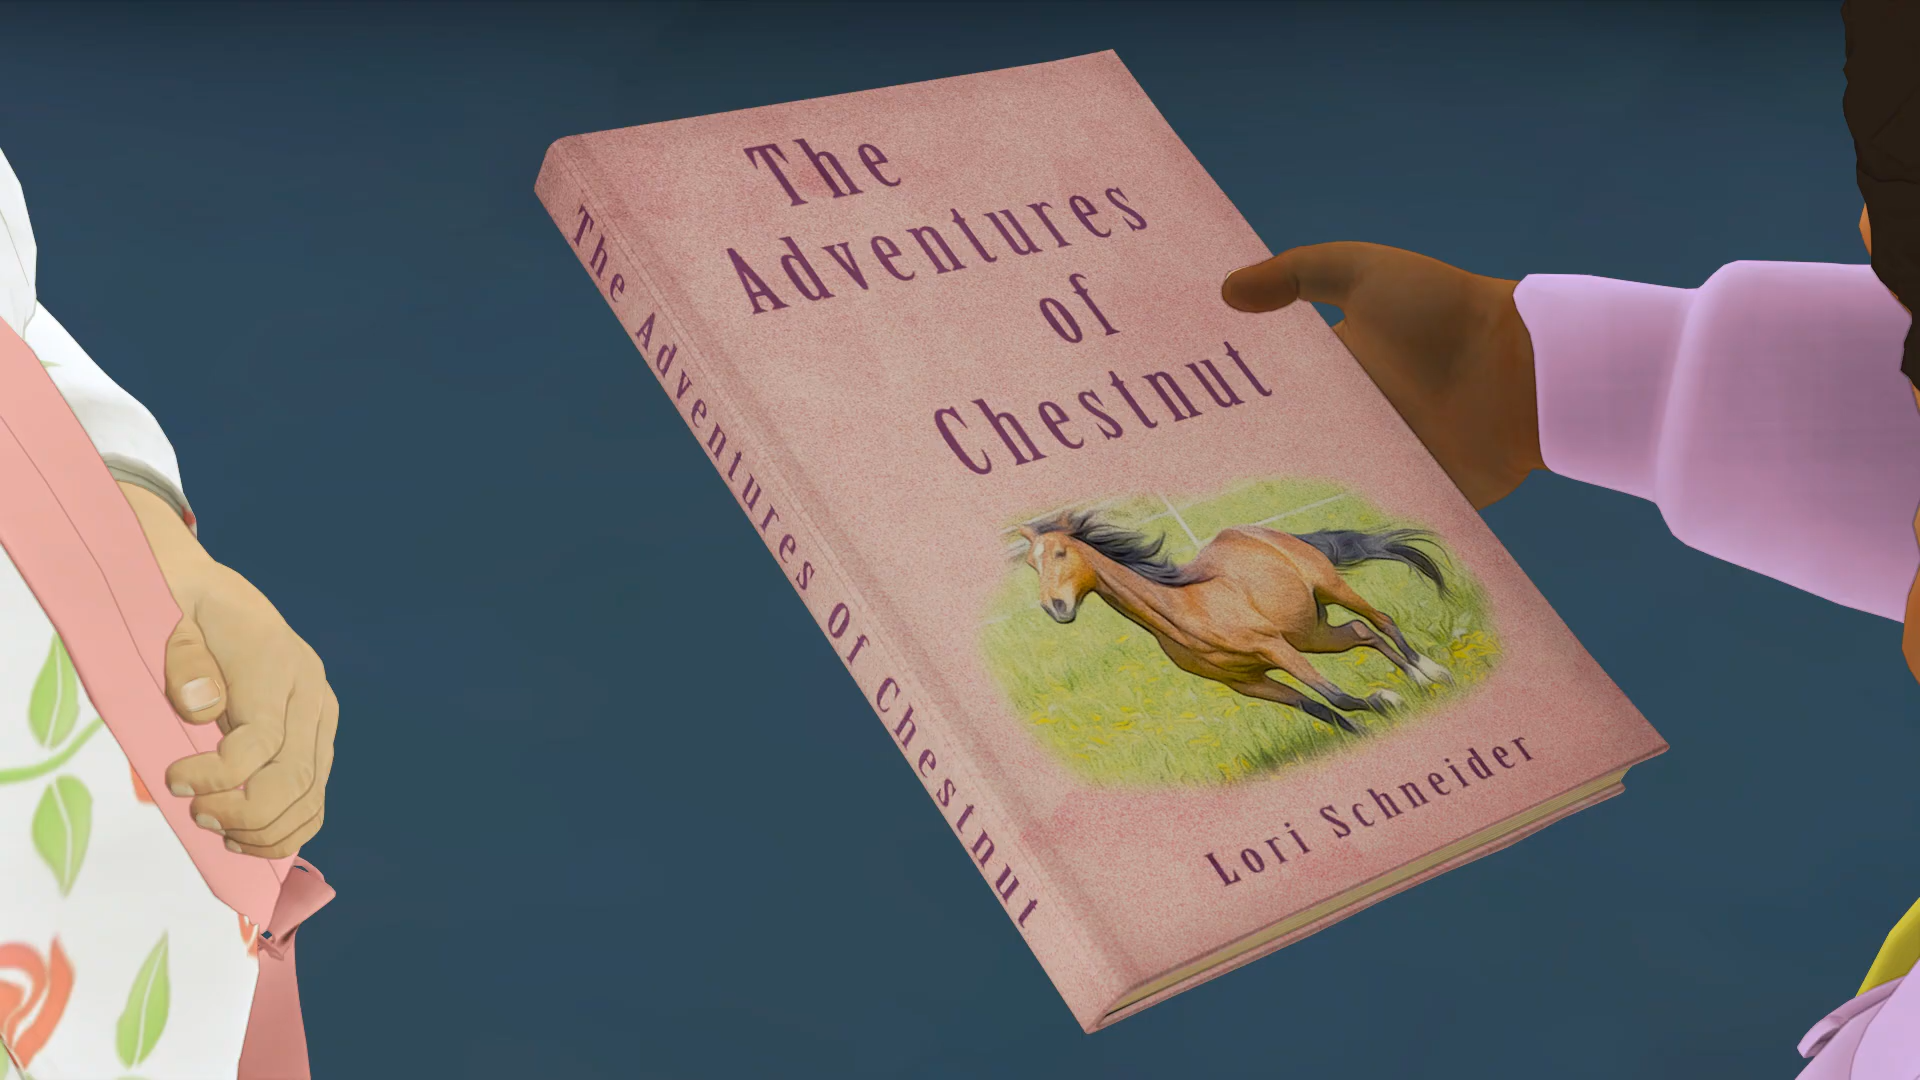 The
Adventures
of
Chestnut
Lori Schneider
The Adventures Of Chestnut